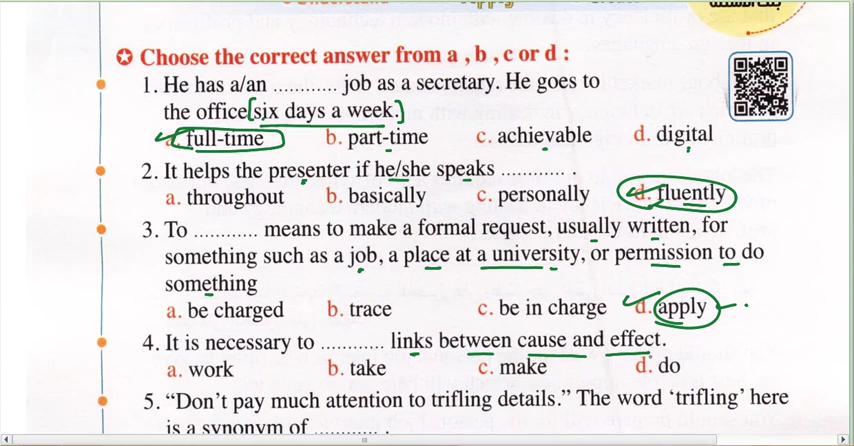 Choose the correct answer from a , b , c or d :
1. He has a/an ........... job as a secretary. He goes to
the office six days a week.
a. full-time b. part-time c. achievable d. digital
2. It helps the presenter if he/she speaks ........... .
a. throughout b. basically c. personally d. fluently
3. To ........... means to make a formal request, usually written, for
something such as a job, a place at a university, or permission to do
something
a. be charged b. trace c. be in charge d. apply
4. It is necessary to ........... links between cause and effect.
a. work b. take c. make d. do
5. “Don't pay much attention to trifling details.” The word ‘trifling’ here
is a synonym of ........... .